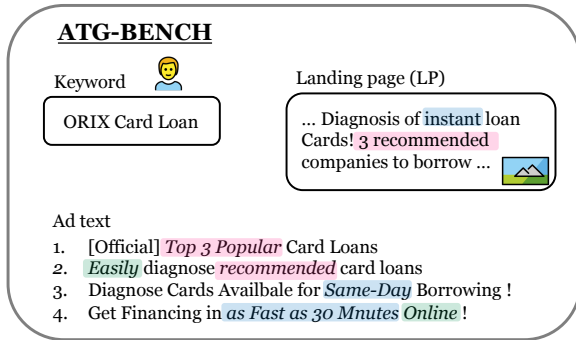 ATG-BENCH
Keyword
ORIX Card Loan
Landing page (LP)
... Diagnosis of instant loan
Cards! 3 recommended
companies to borrow ...
Ad text
1. [Official] Top 3 Popular Card Loans
2. Easily diagnose recommended card loans
3. Diagnose Cards Availbale for Same-Day Borrowing !
4. Get Financing in as Fast as 30 Mnutes Online !